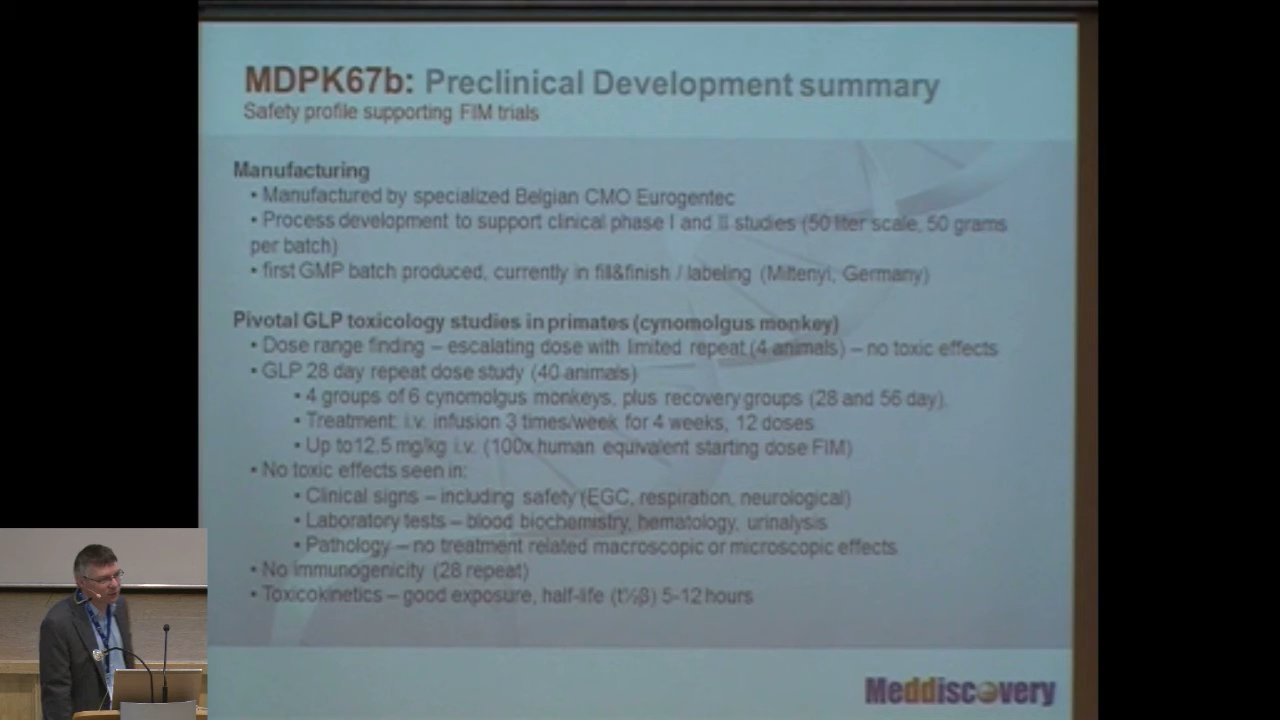 MDPK67b: Preclinical Development summary
Safety profile supporting FIM trials
Manufacturing
• Manufactured by specialized Belgian CMO Eurogentec
• Process development to support clinical phase I and II studies (50 liter scale, 50 grams
per batch)
• first GMP batch produced, currently in fill&finish / labeling (Miltenyi, Germany)
Pivotal GLP toxicology studies in primates (cynomolgus monkey)
• Dose range finding – escalating dose with limited repeat (4 animals) – no toxic effects
• GLP 28 day repeat dose study (40 animals)
• 4 groups of 6 cynomolgus monkeys, plus recovery groups (28 and 56 day).
• Treatment: i.v. infusion 3 times/week for 4 weeks, 12 doses
• Up to12.5 mg/kg i.v. (100x human equivalent starting dose FIM)
• No toxic effects seen in:
• Clinical signs – including safety (EGC, respiration, neurological)
• Laboratory tests – blood biochemistry, hematology, urinalysis
• Pathology – no treatment related macroscopic or microscopic effects
• No immunogenicity (28 repeat)
• Toxicokinetics – good exposure, half-life (t½β) 5-12 hours
Meddiscovery